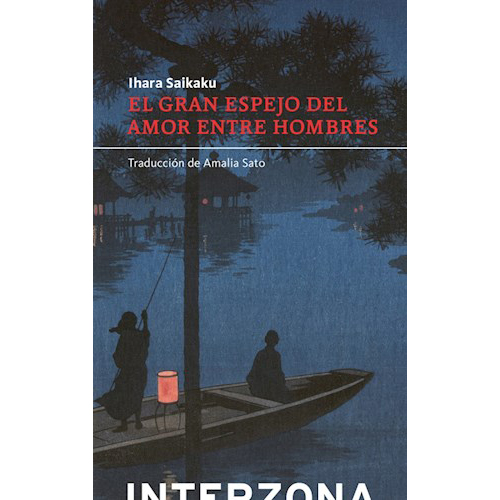 Ihara Saikaku
EL GRAN ESPEJO DEL
AMOR ENTRE HOMBRES
Traducción de Amalia Sato
INTERZONA